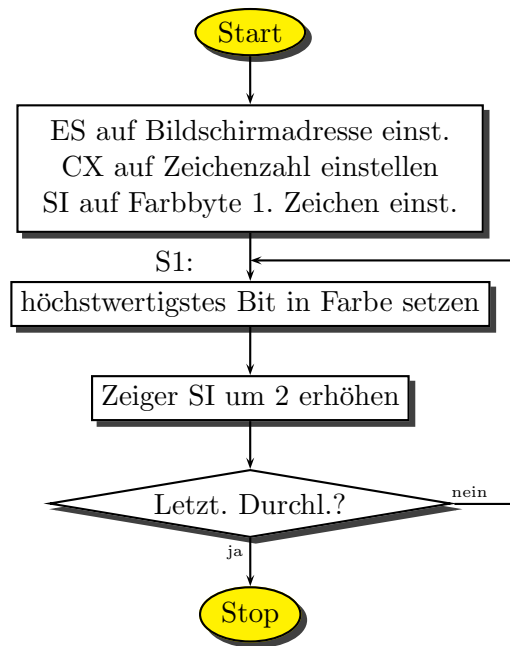 Start
ES auf Bildschirmadresse einst.
CX auf Zeichenzahl einstellen
SI auf Farbbyte 1. Zeichen einst.
S1:
höchstwertigstes Bit in Farbe setzen
Zeiger SI um 2 erhöhen
Letzt. Durchl.?
nein
ja
Stop